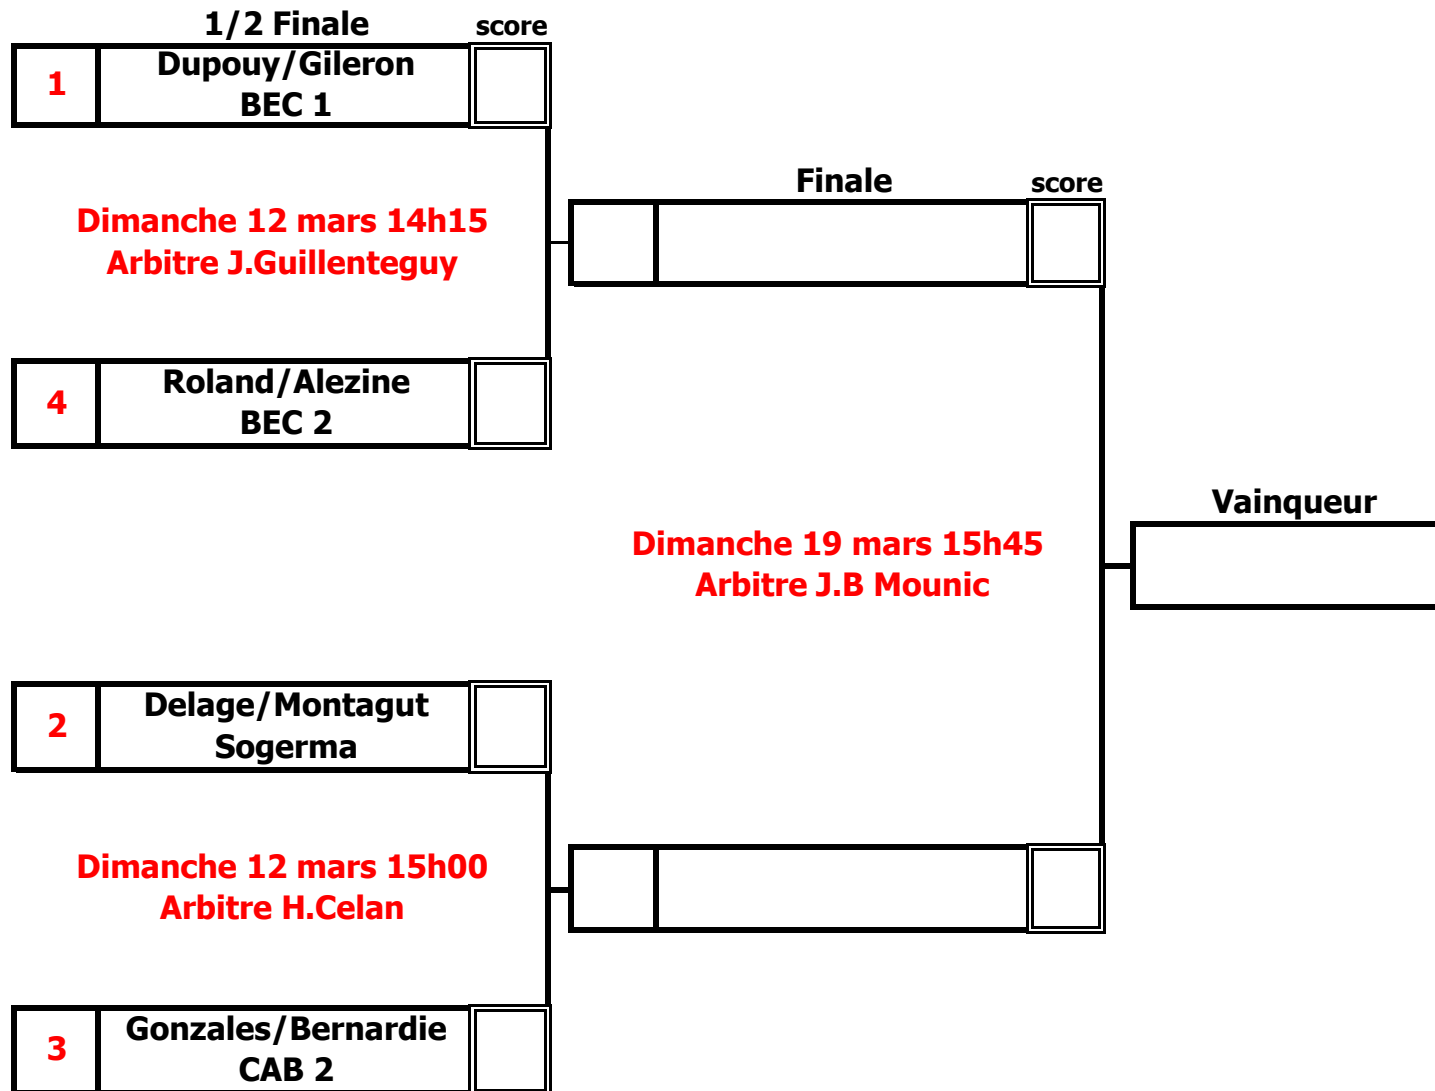 1/2 Finale score
1 Dupouy/Gileron
BEC 1
Dimanche 12 mars 14h15
Arbitre J.Guillenteguy
4 Roland/Alezine
BEC 2
Finale score
Dimanche 19 mars 15h45
Arbitre J.B Mounic
Vainqueur
2 Delage/Montagut
Sogerma
Dimanche 12 mars 15h00
Arbitre H.Celan
3 Gonzales/Bernardie
CAB 2